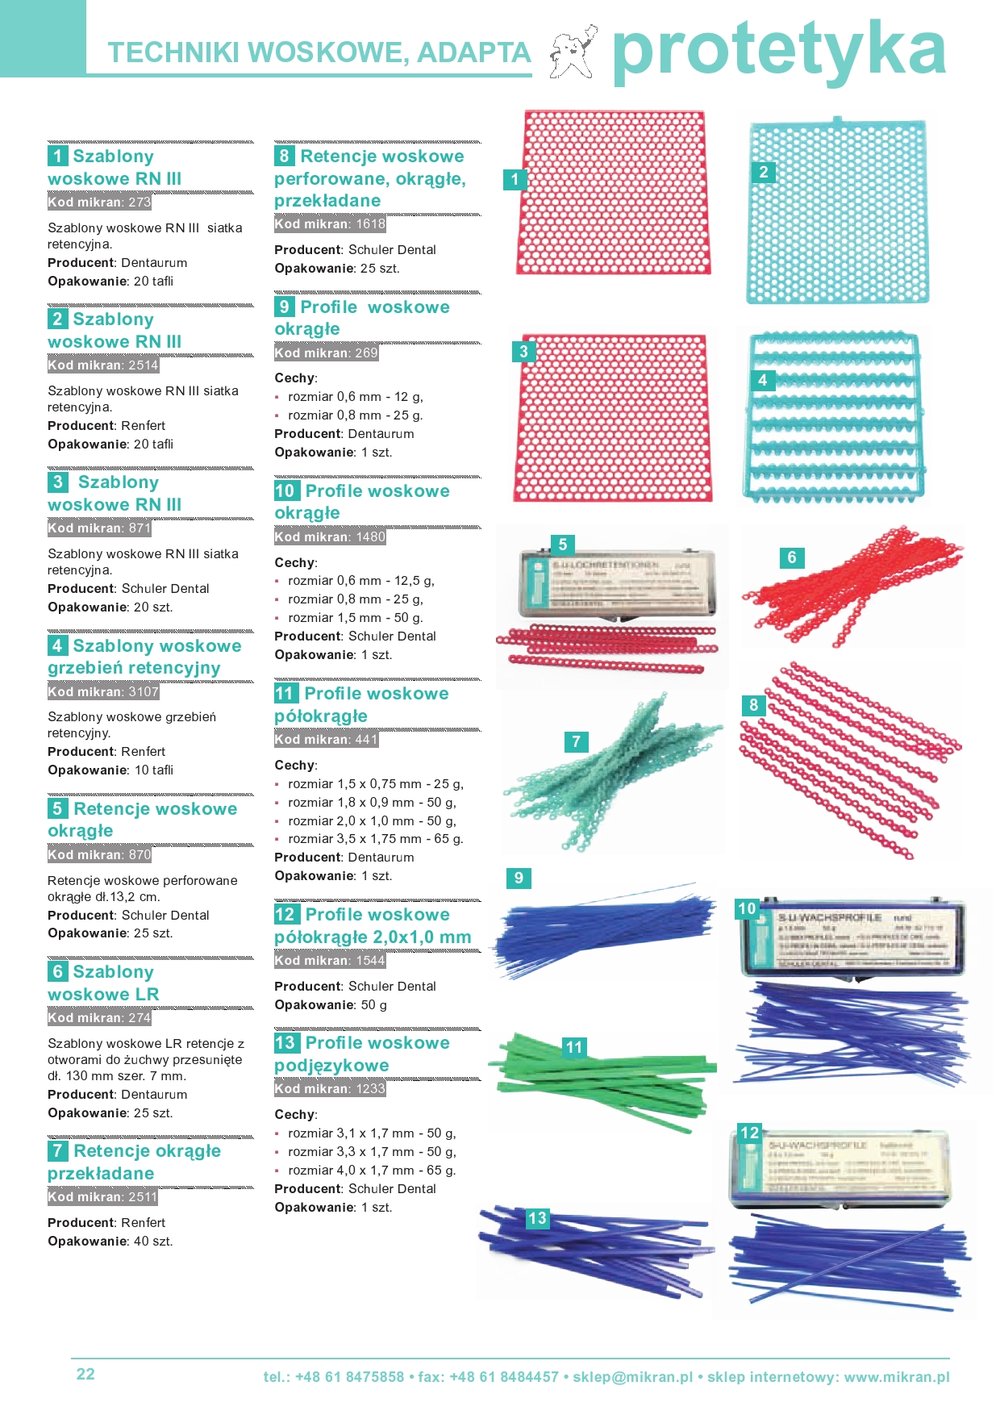 TECHNIKI WOSKOWE, ADAPTA
protetyka
1 Szablony
woskowe RN III
Kod mikran: 273
Szablony woskowe RN III siatka
retencyjna.
Producent: Dentaurum
Opakowanie: 20 tafli
2 Szablony
woskowe RN III
Kod mikran: 2514
Szablony woskowe RN III siatka
retencyjna.
Producent: Renfert
Opakowanie: 20 tafli
3 Szablony
woskowe RN III
Kod mikran: 871
Szablony woskowe RN III siatka
retencyjna.
Producent: Schuler Dental
Opakowanie: 20 szt.
4 Szablony woskowe
grzebień retencyjny
Kod mikran: 3107
Szablony woskowe grzebień
retencyjny.
Producent: Renfert
Opakowanie: 10 tafli
5 Retencje woskowe
okrągłe
Kod mikran: 870
Retencje woskowe perforowane
okrągłe dł.13,2 cm.
Producent: Schuler Dental
Opakowanie: 25 szt.
6 Szablony
woskowe LR
Kod mikran: 274
Szablony woskowe LR retencje z
otworami do żuchwy przesunięte
dł. 130 mm szer. 7 mm.
Producent: Dentaurum
Opakowanie: 25 szt.
7 Retencje okrągłe
przekładane
Kod mikran: 2511
Producent: Renfert
Opakowanie: 40 szt.
8 Retencje woskowe
perforowane, okrągłe,
przekładane
Kod mikran: 1618
Producent: Schuler Dental
Opakowanie: 25 szt.
9 Profile woskowe
okrągłe
Kod mikran: 269
Cechy:
▪ rozmiar 0,6 mm - 12 g,
▪ rozmiar 0,8 mm - 25 g.
Producent: Dentaurum
Opakowanie: 1 szt.
10 Profile woskowe
okrągłe
Kod mikran: 1480
Cechy:
▪ rozmiar 0,6 mm - 12,5 g,
▪ rozmiar 0,8 mm - 25 g,
▪ rozmiar 1,5 mm - 50 g.
Producent: Schuler Dental
Opakowanie: 1 szt.
11 Profile woskowe
półokrągłe
Kod mikran: 441
Cechy:
▪ rozmiar 1,5 x 0,75 mm - 25 g,
▪ rozmiar 1,8 x 0,9 mm - 50 g,
▪ rozmiar 2,0 x 1,0 mm - 50 g,
▪ rozmiar 3,5 x 1,75 mm - 65 g.
Producent: Dentaurum
Opakowanie: 1 szt.
12 Profile woskowe
półokrągłe 2,0x1,0 mm
Kod mikran: 1544
Producent: Schuler Dental
Opakowanie: 50 g
13 Profile woskowe
podjęzykowe
Kod mikran: 1233
Cechy:
▪ rozmiar 3,1 x 1,7 mm - 50 g,
▪ rozmiar 3,3 x 1,7 mm - 50 g,
▪ rozmiar 4,0 x 1,7 mm - 65 g.
Producent: Schuler Dental
Opakowanie: 1 szt.
1
2
3
4
5
S-U-LOCHRETENTIONEN rund
6
7
8
9
10
S-U-WACHSPROFILE rund
SCHULER-DENTAL
11
12
S-U-WACHSPROFILE
13
22
tel.: +48 61 8475858 • fax: +48 61 8484457 • sklep@mikran.pl • sklep internetowy: www.mikran.pl